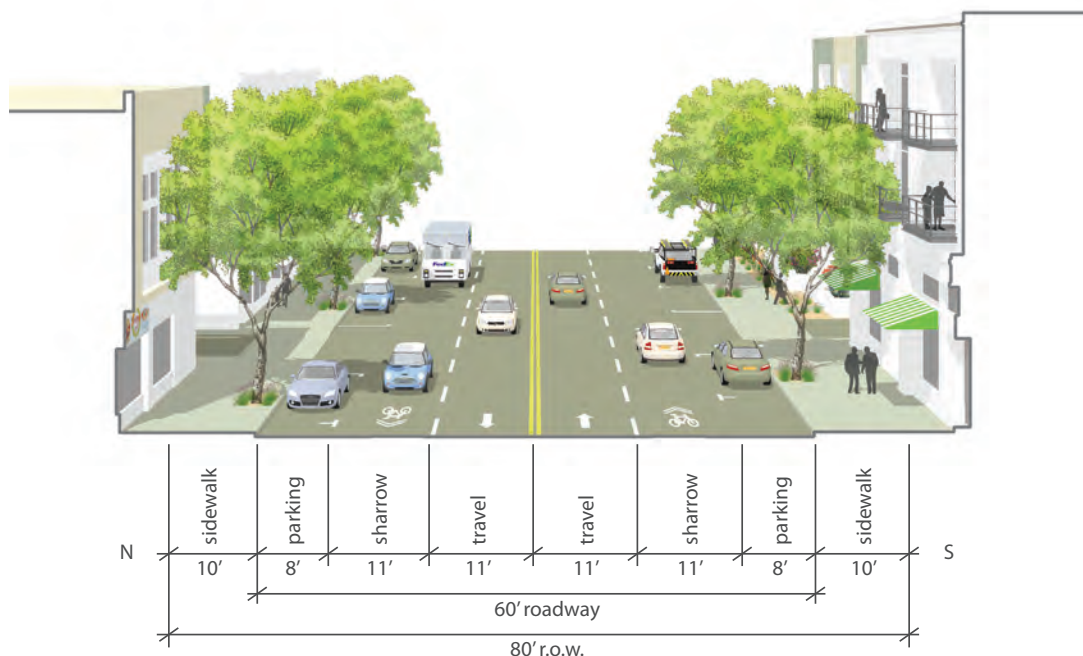 FedEx
sidewalk
parking
sharrow
travel
travel
sharrow
parking
sidewalk
N
S
10’
8’
11’
11’
11’
11’
8’
10’
60’ roadway
80’ r.o.w.